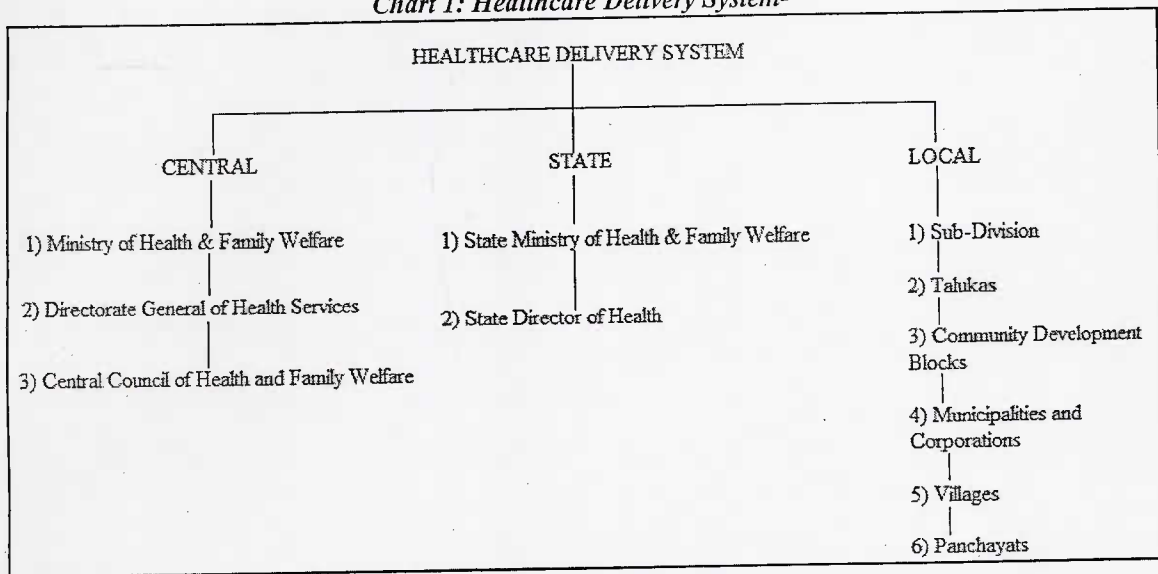 Chart 1: Healthcare Delivery System
HEALTHCARE DELIVERY SYSTEM
CENTRAL
1) Ministry of Health & Family Welfare
2) Directorate General of Health Services
3) Central Council of Health and Family Welfare
STATE
1) State Ministry of Health & Family Welfare
2) State Director of Health
LOCAL
1) Sub-Division
2) Talukas
3) Community Development
Blocks
4) Municipalities and
Corporations
5) Villages
6) Panchayats